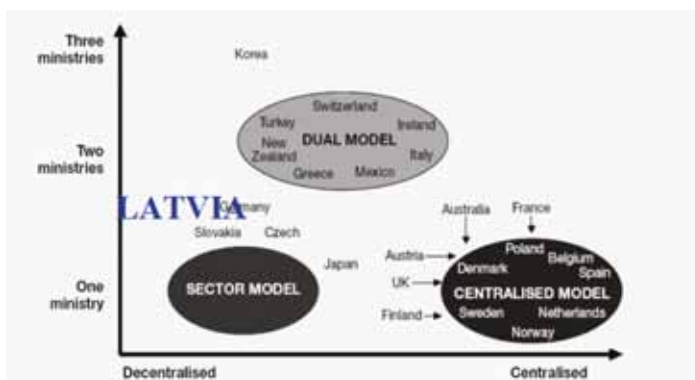 Three
ministries
Korea
Switzerland
Turkey
Ireland
DUAL MODEL
New
Zealand
Italy
Greece
Mexico
Two
ministries
LATVIA
Germany
Slovakia
Czech
Japan
SECTOR MODEL
Australia
France
Austria
UK
Finland
Poland
Belgium
Denmark
Spain
CENTRALISED MODEL
Sweden
Netherlands
Norway
One
ministry
Decentralised
Centralised